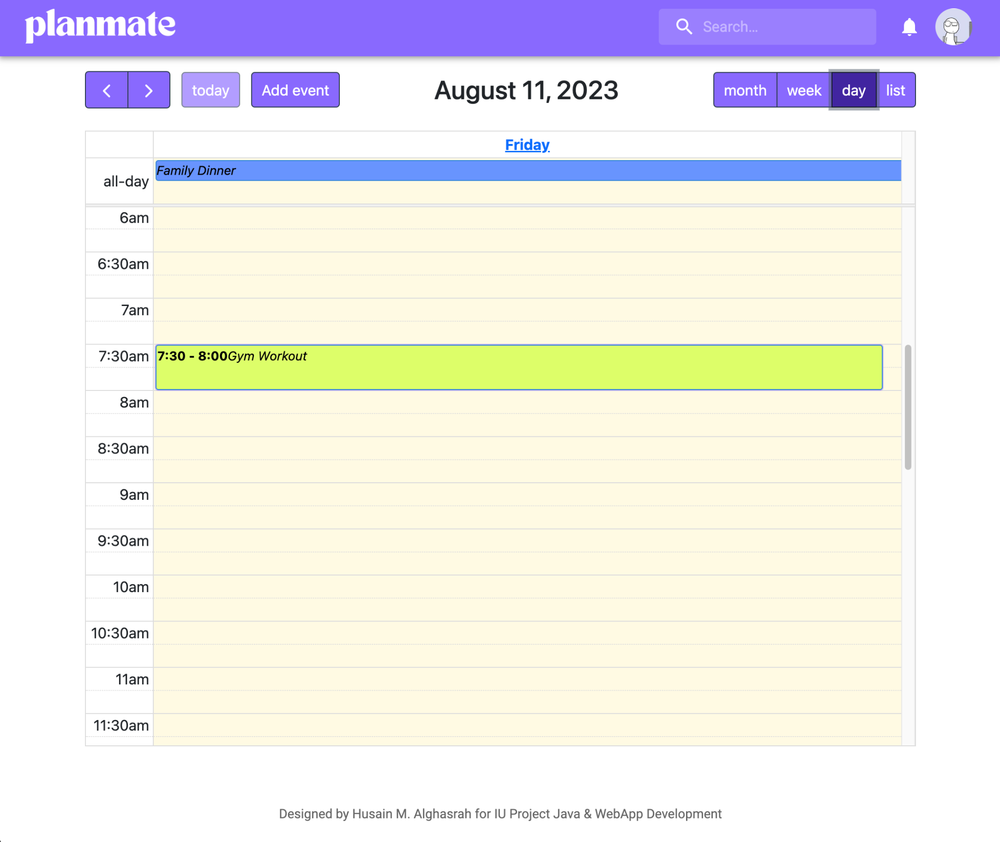 planmate
Search...
today
Add event
August 11, 2023
month
week
day
list
Friday
all-day
Family Dinner
6am
6:30am
7am
7:30am
7:30 - 8:00Gym Workout
8am
8:30am
9am
9:30am
10am
10:30am
11am
11:30am
Designed by Husain M. Alghasrah for IU Project Java & WebApp Development